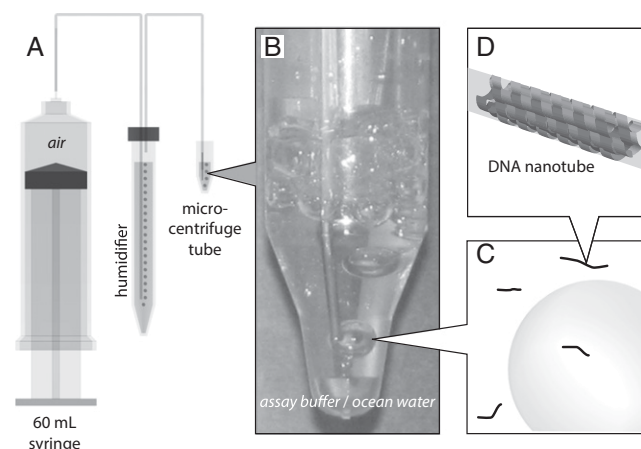 A
air
humidifier
micro-
centrifuge
tube
60 mL
syringe
B
assay buffer / ocean water
D
DNA nanotube
C